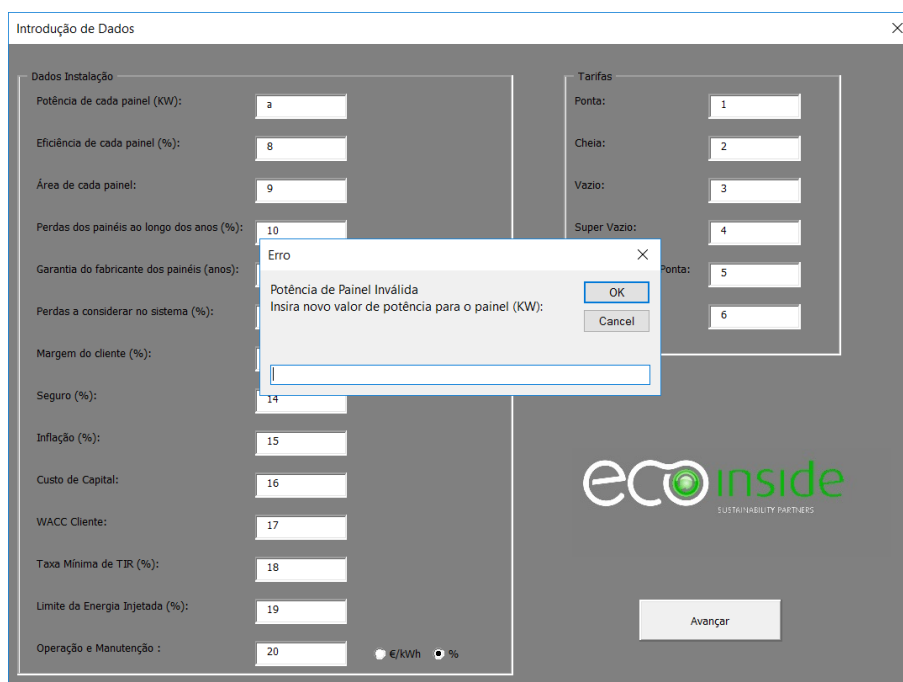 Introdução de Dados
Dados Instalação
Potência de cada painel (KW):
a
Eficiência de cada painel (%):
8
Área de cada painel:
9
Perdas dos painéis ao longo dos anos (%):
10
Garantia do fabricante dos painéis (anos):
Perdas a considerar no sistema (%):
Margem do cliente (%):
Seguro (%):
14
Inflação (%):
15
Custo de Capital:
16
WACC Cliente:
17
Taxa Mínima de TIR (%):
18
Limite da Energia Injetada (%):
19
Operação e Manutenção :
20
€/kWh
%
Tarifas
Ponta:
1
Cheia:
2
Vazio:
3
Super Vazio:
4
Ponta:
5
6
Erro
Potência de Painel Inválida
Insira novo valor de potência para o painel (KW):
OK
Cancel
ecoinside
SUSTAINABILITY PARTNERS
Avançar